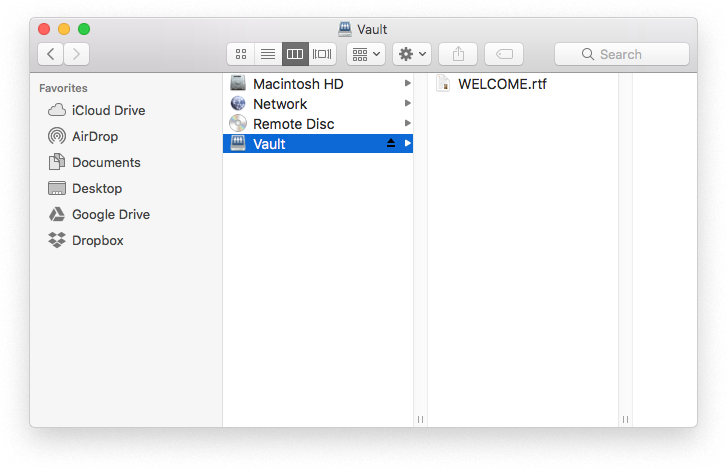 Vault
Search
Favorites
iCloud Drive
AirDrop
Documents
Desktop
Google Drive
Dropbox
Macintosh HD
Network
Remote Disc
Vault
WELCOME.rtf